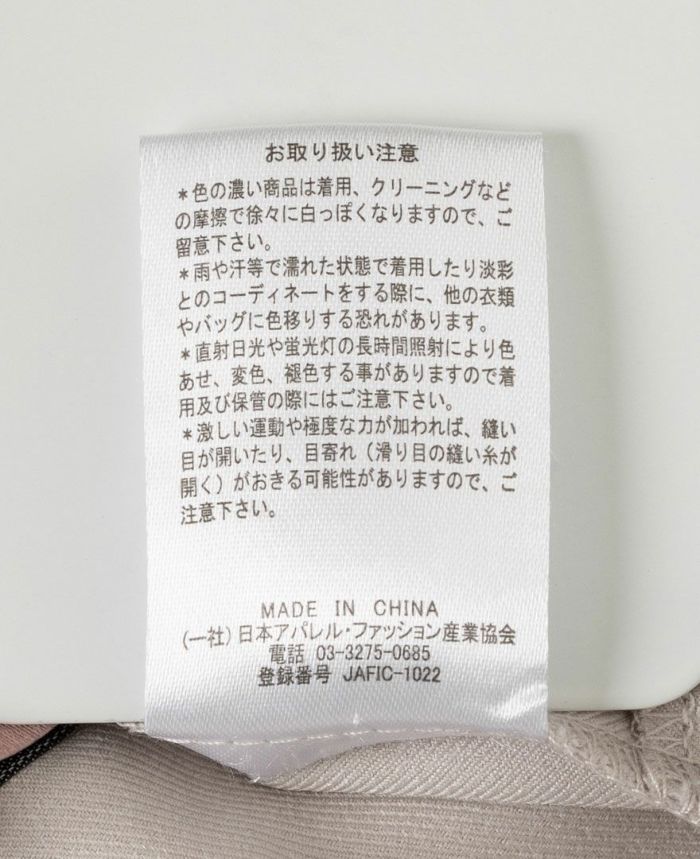 お取り扱い注意
＊色の濃い商品は着用、クリーニングなど
の摩擦で徐々に白っぽくなりますので、ご
留意下さい。
＊雨や汗等で濡れた状態で着用したり淡彩
とのコーディネートをする際に、他の衣類
やバッグに色移りする恐れがあります。
＊直射日光や蛍光灯の長時間照射により色
あせ、変色、褪色する事がありますので着
用及び保管の際にはご注意下さい。
＊激しい運動や極度な力が加われば、縫い
目が開いたり、目寄れ（滑り目の縫い糸が
開く）がおきる可能性がありますので、ご
注意下さい。
MADE IN CHINA
(一社)日本アパレル・ファッション産業協会
電話 03-3275-0685
登録番号 JAFIC-1022